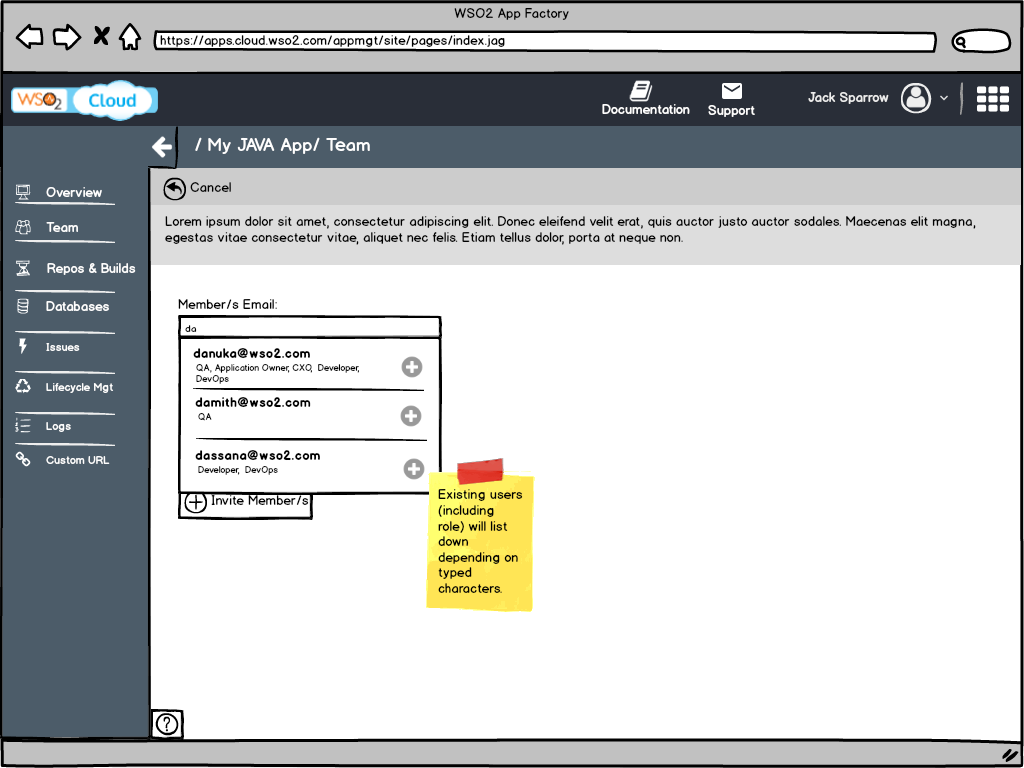 WSO2 App Factory
https://apps.cloud.wso2.com/appmgt/site/pages/index.jag
WSO2 Cloud
Documentation
Support
Jack Sparrow
/ My JAVA App/ Team
Cancel
Lorem ipsum dolor sit amet, consectetur adipiscing elit. Donec eleifend velit erat, quis auctor justo auctor sodales. Maecenas elit magna,
egestas vitae consectetur vitae, aliquet nec felis. Etiam tellus dolor, porta at neque non.
Overview
Team
Repos & Builds
Databases
Issues
Lifecycle Mgt
Logs
Custom URL
Member/s Email:
da
danuka@wso2.com
QA, Application Owner, CXO, Developer,
DevOps
damith@wso2.com
QA
dassana@wso2.com
Developer, DevOps
Invite Member/s
Existing users
(including
role) will list
down
depending on
typed
characters.
?